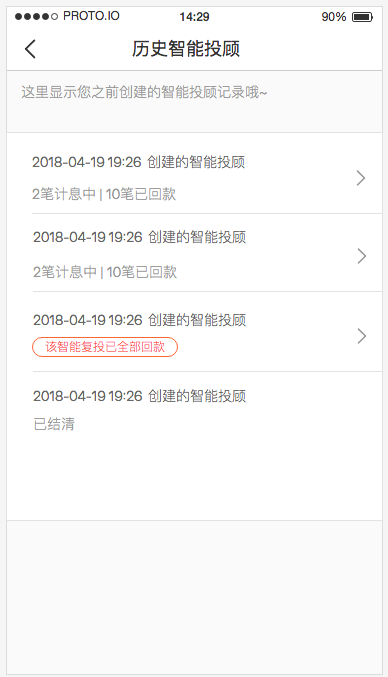 PROTO.IO 14:29 90%
历史智能投顾
这里显示您之前创建的智能投顾记录哦~
2018-04-19 19:26 创建的智能投顾
2笔计息中 | 10笔已回款
2018-04-19 19:26 创建的智能投顾
2笔计息中 | 10笔已回款
2018-04-19 19:26 创建的智能投顾
该智能复投已全部回款
2018-04-19 19:26 创建的智能投顾
已结清